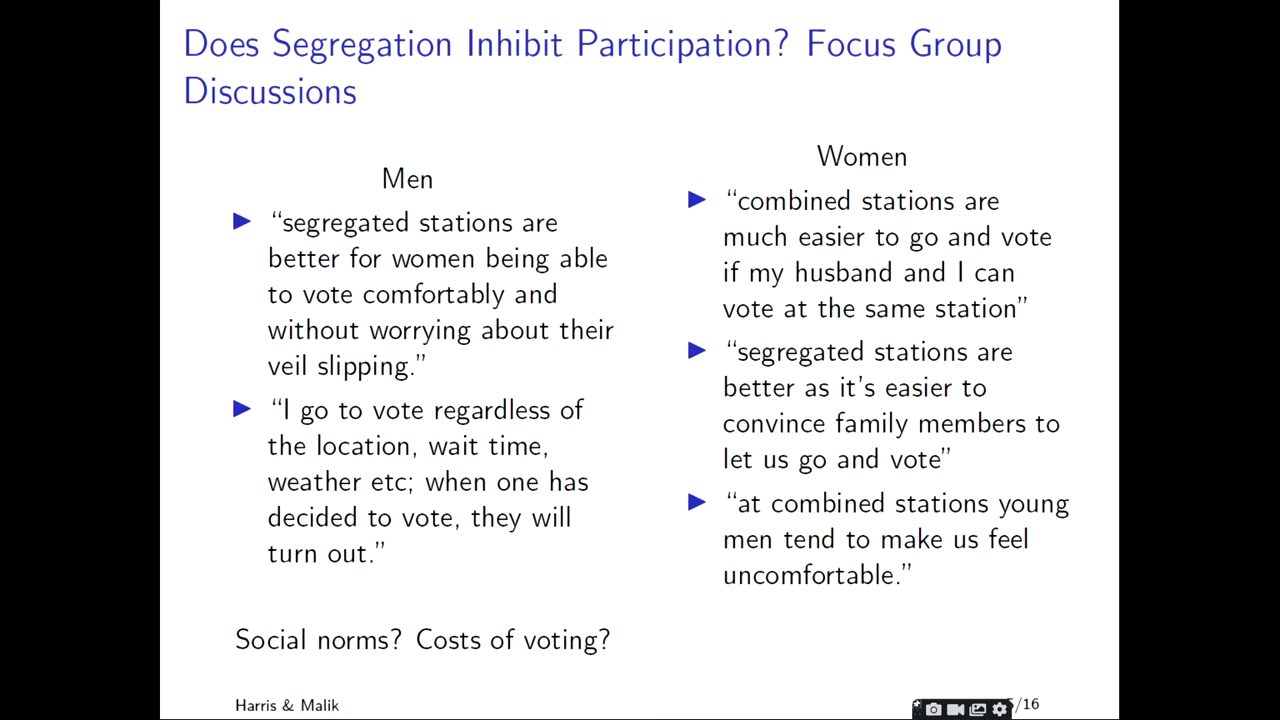 Does Segregation Inhibit Participation? Focus Group
Discussions
Men
“segregated stations are
better for women being able
to vote comfortably and
without worrying about their
veil slipping.”
“I go to vote regardless of
the location, wait time,
weather etc; when one has
decided to vote, they will
turn out.”
Women
“combined stations are
much easier to go and vote
if my husband and I can
vote at the same station”
“segregated stations are
better as it’s easier to
convince family members to
let us go and vote”
“at combined stations young
men tend to make us feel
uncomfortable.”
Social norms? Costs of voting?
Harris & Malik
/16